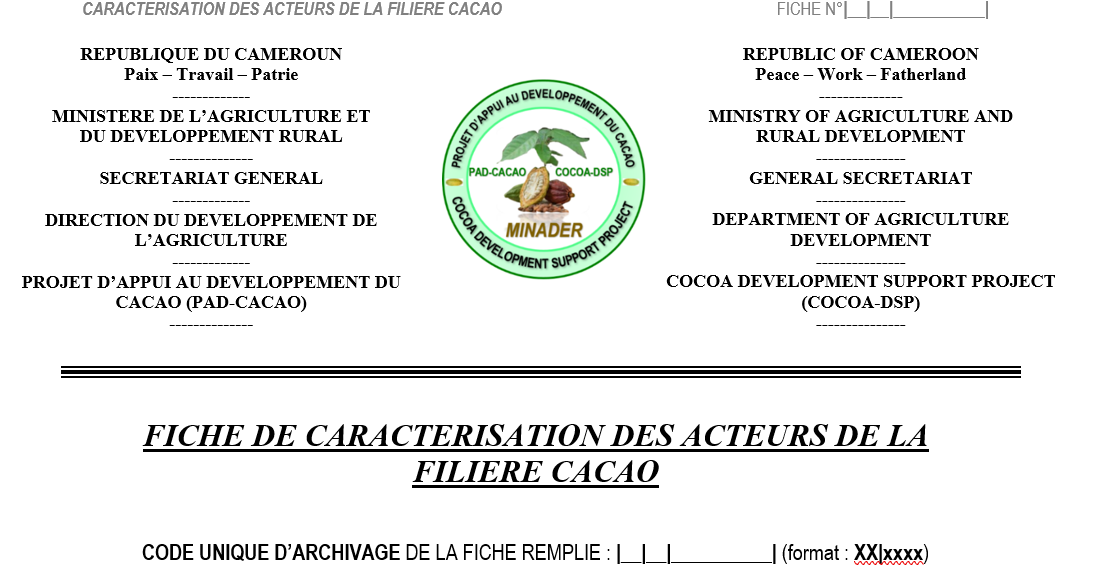 CARACTERISATION DES ACTEURS DE LA FILIERE CACAO
FICHE N°|__|__|__________|
REPUBLIQUE DU CAMEROUN
Paix – Travail – Patrie
-------------
MINISTERE DE L’AGRICULTURE ET
DU DEVELOPPEMENT RURAL
--------------
SECRETARIAT GENERAL
-------------
DIRECTION DU DEVELOPPEMENT DE
L’AGRICULTURE
-------------
PROJET D’APPUI AU DEVELOPPEMENT DU
CACAO (PAD-CACAO)
--------------
PROJET D’APPUI AU DEVELOPPEMENT DU CACAO
PAD-CACAO
COCOA-DSP
MINADER
COCOA DEVELOPMENT SUPPORT PROJECT
REPUBLIC OF CAMEROON
Peace – Work – Fatherland
--------------
MINISTRY OF AGRICULTURE AND
RURAL DEVELOPMENT
---------------
GENERAL SECRETARIAT
---------------
DEPARTMENT OF AGRICULTURE
DEVELOPMENT
---------------
COCOA DEVELOPMENT SUPPORT PROJECT
(COCOA-DSP)
---------------
FICHE DE CARACTERISATION DES ACTEURS DE LA
FILIERE CACAO
CODE UNIQUE D’ARCHIVAGE DE LA FICHE REMPLIE : |__|__|__________| (format : XX|xxxx)